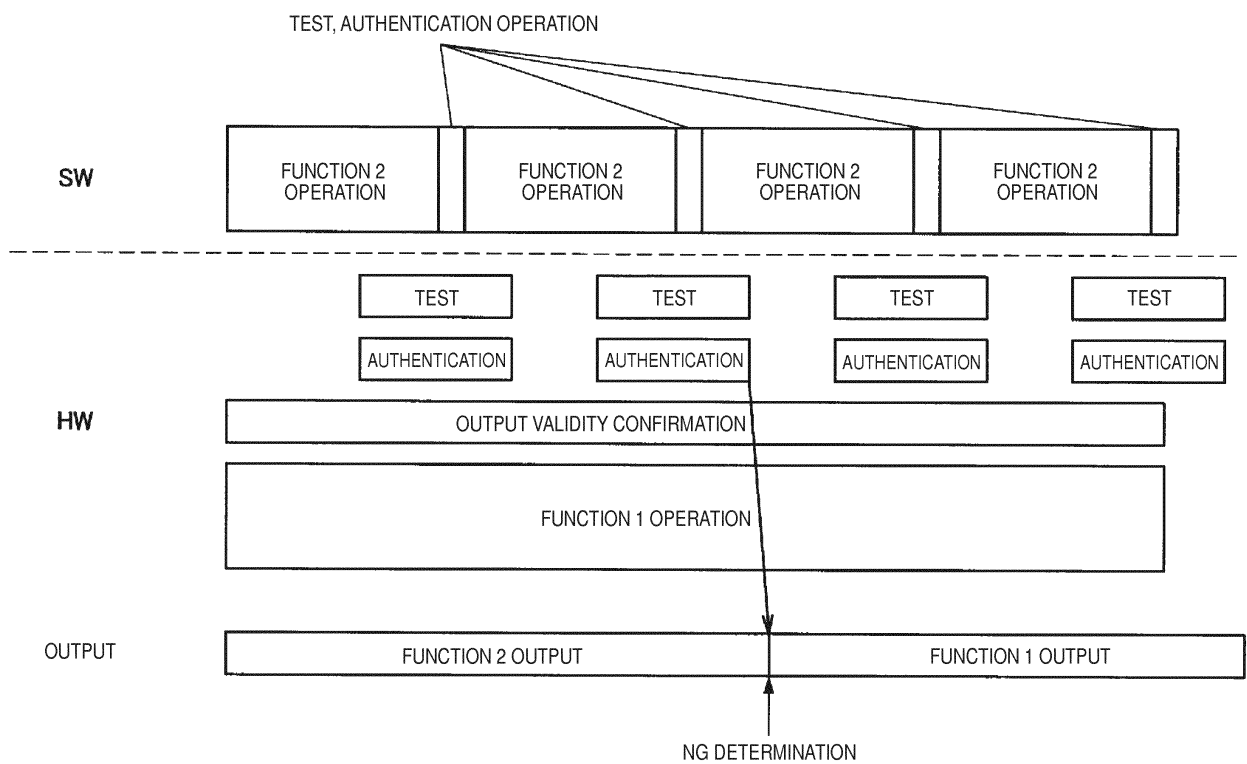 TEST, AUTHENTICATION OPERATION
SW
FUNCTION 2
OPERATION
FUNCTION 2
OPERATION
FUNCTION 2
OPERATION
FUNCTION 2
OPERATION
TEST
TEST
TEST
TEST
AUTHENTICATION
AUTHENTICATION
AUTHENTICATION
AUTHENTICATION
HW
OUTPUT VALIDITY CONFIRMATION
FUNCTION 1 OPERATION
OUTPUT
FUNCTION 2 OUTPUT
FUNCTION 1 OUTPUT
NG DETERMINATION